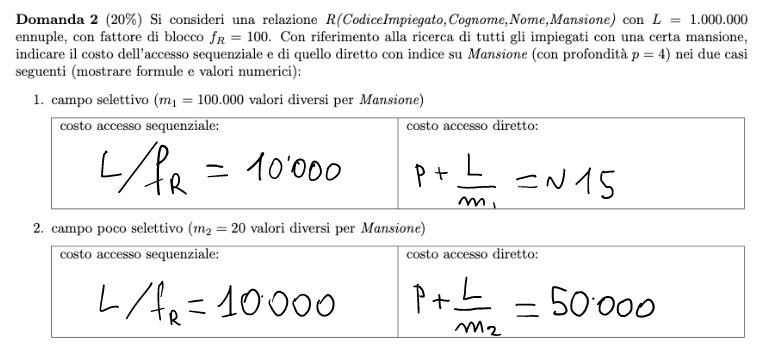 Domanda 2 (20%) Si consideri una relazione R(CodiceImpiegato,Cognome,Nome,Mansione) con L = 1.000.000
ennuple, con fattore di blocco f_R = 100. Con riferimento alla ricerca di tutti gli impiegati con una certa mansione,
indicare il costo dell'accesso sequenziale e di quello diretto con indice su Mansione (con profondità p = 4) nei due casi
seguenti (mostrare formule e valori numerici):
1. campo selettivo (m_1 = 100.000 valori diversi per Mansione)
costo accesso sequenziale:
L/f_R = 10'000
costo accesso diretto:
P + L/m_1 = ~ 15
2. campo poco selettivo (m_2 = 20 valori diversi per Mansione)
costo accesso sequenziale:
L/f_R = 10'000
costo accesso diretto:
P + L/m_2 = 50'000